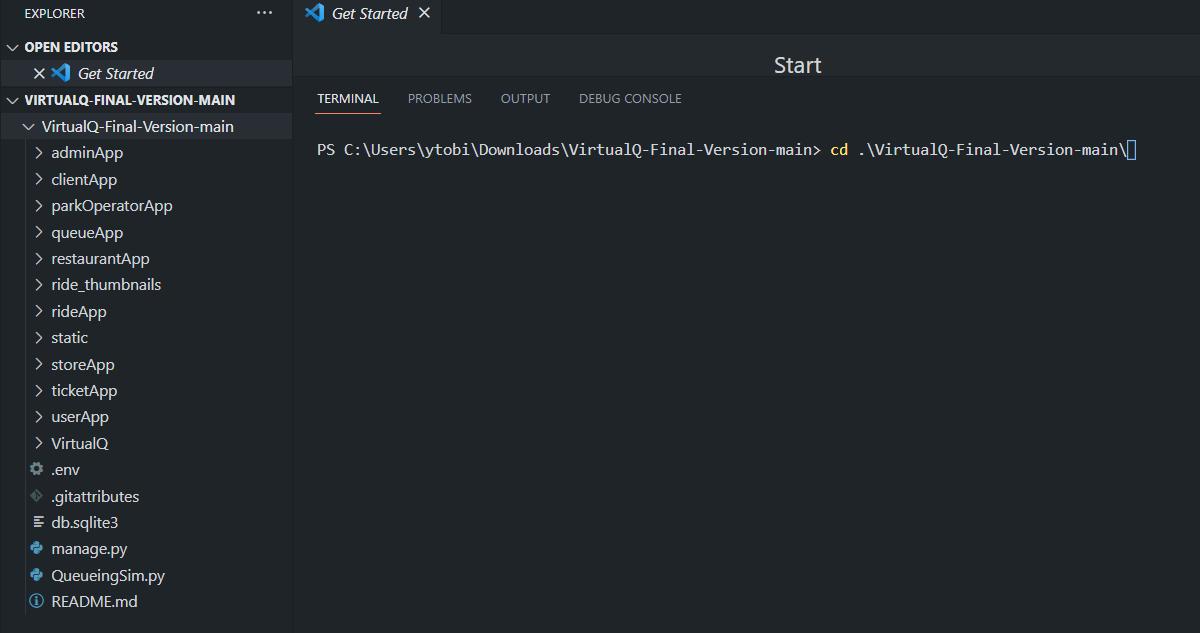 EXPLORER
OPEN EDITORS
Get Started
VIRTUALQ-FINAL-VERSION-MAIN
VirtualQ-Final-Version-main
adminApp
clientApp
parkOperatorApp
queueApp
restaurantApp
ride_thumbnails
rideApp
static
storeApp
ticketApp
userApp
VirtualQ
.env
.gitattributes
db.sqlite3
manage.py
QueueingSim.py
README.md
Get Started
Start
TERMINAL PROBLEMS OUTPUT DEBUG CONSOLE
PS C:\Users\ytobi\Downloads\VirtualQ-Final-Version-main> cd .\VirtualQ-Final-Version-main\